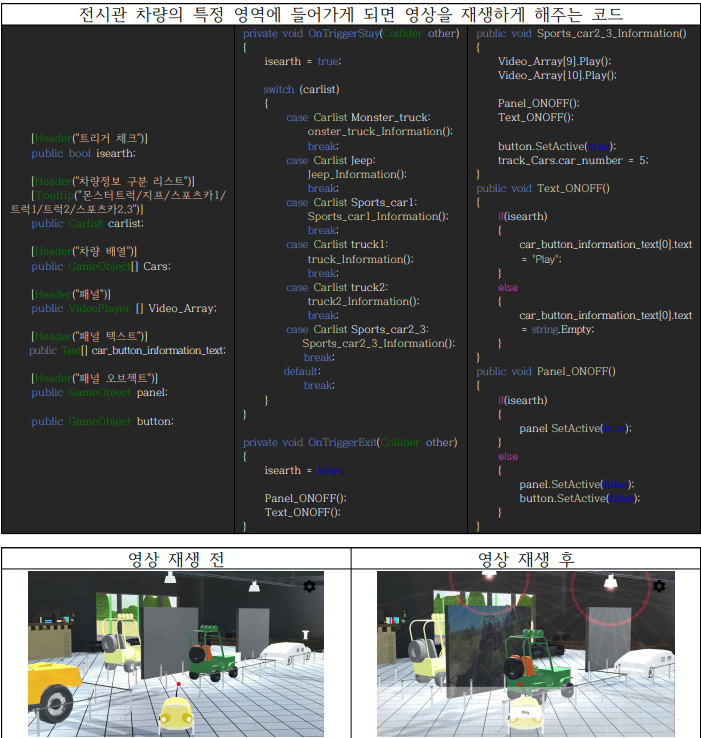 전시관 차량의 특정 영역에 들어가게 되면 영상을 재생하게 해주는 코드
[Header("트리거 체크")]
public bool isearth;
[Header("차량정보 구분 리스트")]
[Tooltip("몬스터트럭/지프/스포츠카1/
트럭1/트럭2/스포츠카2,3")]
public Carlist carlist;
[Header("차량 배열")]
public GameObject[] Cars;
[Header("패널")]
public VideoPlayer [] Video_Array;
[Header("패널 텍스트")]
public Text[] car_button_information_text;
[Header("패널 오브젝트")]
public GameObject panel;
public GameObject button;
private void OnTriggerStay(Collider other)
{
isearth = true;
switch (carlist)
{
case Carlist Monster_truck:
onster_truck_Information();
break;
case Carlist Jeep:
Jeep_Information();
break;
case Carlist Sports_car1:
Sports_car1_Information();
break;
case Carlist truck1:
truck_Information();
break;
case Carlist truck2:
truck2_Information();
break;
case Carlist Sports_car2_3:
Sports_car2_3_Information();
break;
default:
break;
}
}
private void OnTriggerExit(Collider other)
{
isearth = false;
Panel_ONOFF();
Text_ONOFF();
}
public void Sports_car2_3_Information()
{
Video_Array[9].Play();
Video_Array[10].Play();
Panel_ONOFF();
Text_ONOFF();
button.SetActive(true);
track_Cars.car_number = 5;
}
public void Text_ONOFF()
{
if(isearth)
{
car_button_information_text[0].text
= "Play";
}
else
{
car_button_information_text[0].text
= string.Empty;
}
}
public void Panel_ONOFF()
{
if(isearth)
{
panel SetActive(true);
}
else
{
panel.SetActive(false);
button.SetActive(false);
}
}
영상 재생 전
영상 재생 후
Play